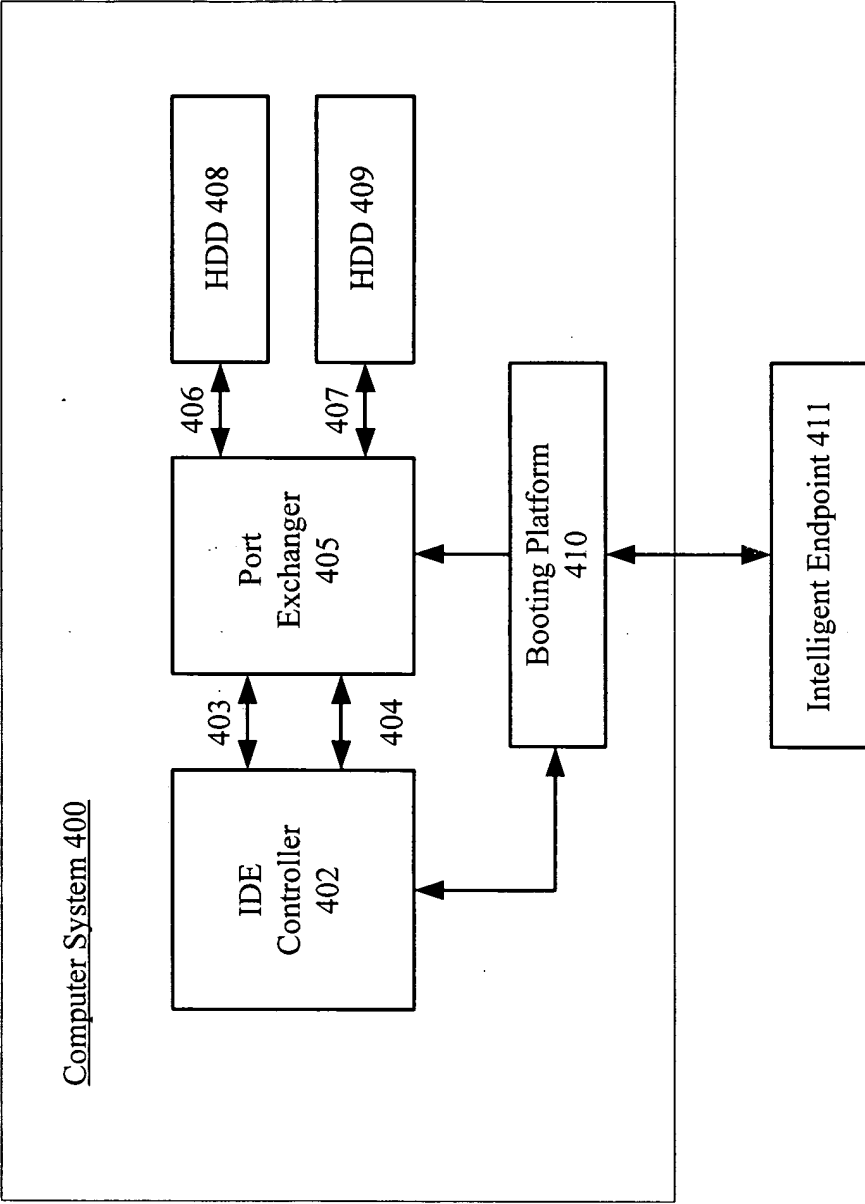 Computer System 400
IDE
Controller
402
403
404
Port
Exchanger
405
406
407
HDD 408
HDD 409
Booting Platform
410
Intelligent Endpoint 411